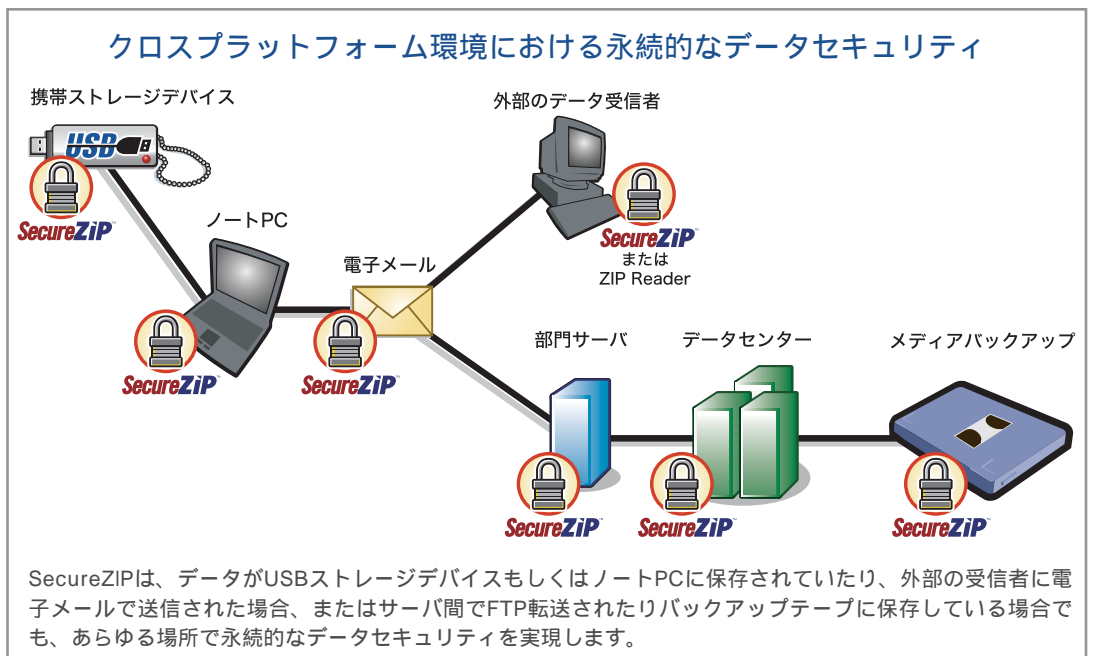 クロスプラットフォーム環境における永続的なデータセキュリティ
携帯ストレージデバイス
外部のデータ受信者
USB
SecureZIP™
ノートPC
SecureZIP™
または
ZIP Reader
電子メール
SecureZIP™
SecureZIP™
部門サーバ
データセンター
メディアバックアップ
SecureZIP™
SecureZIP™
SecureZIP™
SecureZIPは、データがUSBストレージデバイスもしくはノートPCに保存されていたり、外部の受信者に電
子メールで送信された場合、またはサーバ間でFTP転送されたりバックアップテープに保存している場合で
も、あらゆる場所で永続的なデータセキュリティを実現します。